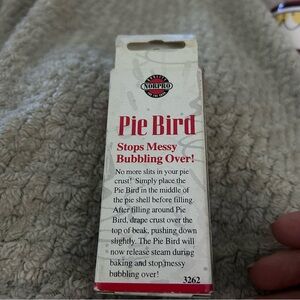 NORPRO
Pie Bird
Stops Messy
Bubbling Over!
No more slits in your pie
crust! Simply place the
Pie Bird in the middle of
the pie shell before filling.
After filling around Pie
Bird, drape crust over the
top of beak, pushing down
slightly. The Pie Bird will
now release steam during
baking and stop messy
bubbling over!
3262